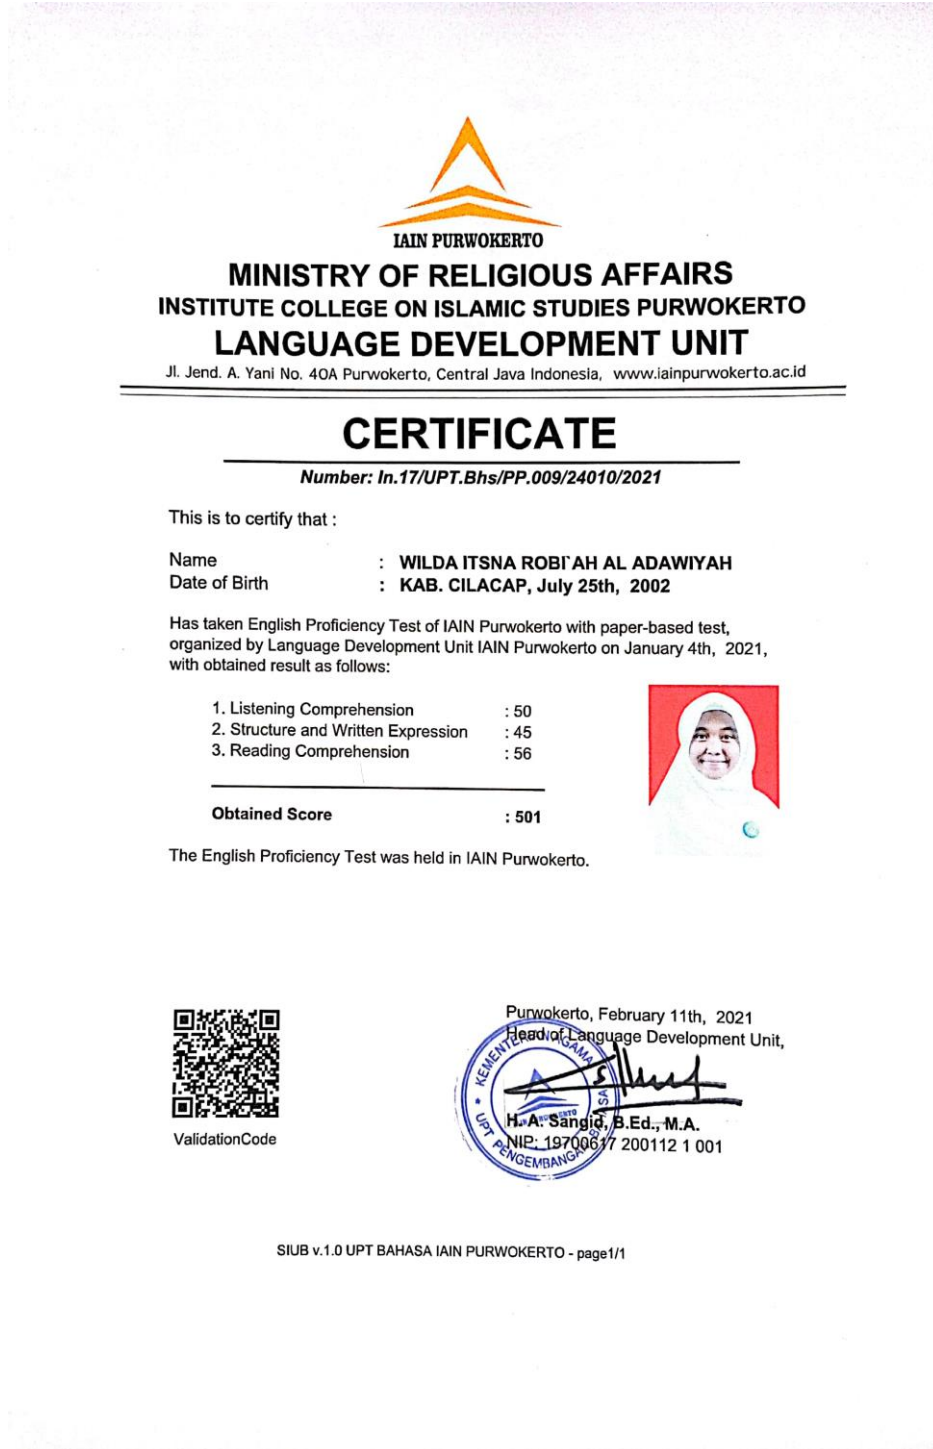 IAIN PURWOKERTO
MINISTRY OF RELIGIOUS AFFAIRS
INSTITUTE COLLEGE ON ISLAMIC STUDIES PURWOKERTO
LANGUAGE DEVELOPMENT UNIT
Jl. Jend. A. Yani No. 40A Purwokerto, Central Java Indonesia, www.iainpurwokerto.ac.id
CERTIFICATE
Number: In.17/UPT.Bhs/PP.009/24010/2021
This is to certify that :
Name : WILDA ITSNA ROBI`AH AL ADAWIYAH
Date of Birth : KAB. CILACAP, July 25th, 2002
Has taken English Proficiency Test of IAIN Purwokerto with paper-based test,
organized by Language Development Unit IAIN Purwokerto on January 4th, 2021,
with obtained result as follows:
1. Listening Comprehension : 50
2. Structure and Written Expression : 45
3. Reading Comprehension : 56
Obtained Score : 501
The English Proficiency Test was held in IAIN Purwokerto.
Purwokerto, February 11th, 2021
Head of Language Development Unit,
KEMENTERIAN AGAMA
UPT PENGEMBANGAN BAHASA
H. A. Sangid, B.Ed., M.A.
NIP: 19700617 200112 1 001
ValidationCode
SIUB v.1.0 UPT BAHASA IAIN PURWOKERTO - page1/1